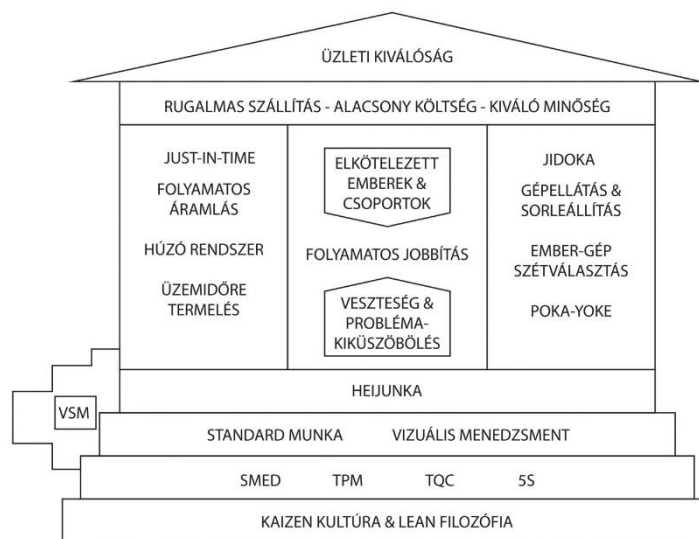 ÜZLETI KIVÁLÓSÁG
RUGALMAS SZÁLLÍTÁS - ALACSONY KÖLTSÉG - KIVÁLÓ MINŐSÉG
JUST-IN-TIME
FOLYAMATOS
ÁRAMLÁS
HÚZÓ RENDSZER
ÜZEMIDŐRE
TERMELÉS
ELKÖTELEZETT
EMBEREK &
CSOPORTOK
FOLYAMATOS JOBBÍTÁS
VESZTESÉG &
PROBLÉMA-
KIKÜSZÖBÖLÉS
JIDOKA
GÉPELLÁTÁS &
SORLEÁLLÍTÁS
EMBER-GÉP
SZÉTVÁLASZTÁS
POKA-YOKE
HEIJUNKA
VSM
STANDARD MUNKA VIZUÁLIS MENEDZSMENT
SMED TPM TQC 5S
KAIZEN KULTÚRA & LEAN FILOZÓFIA